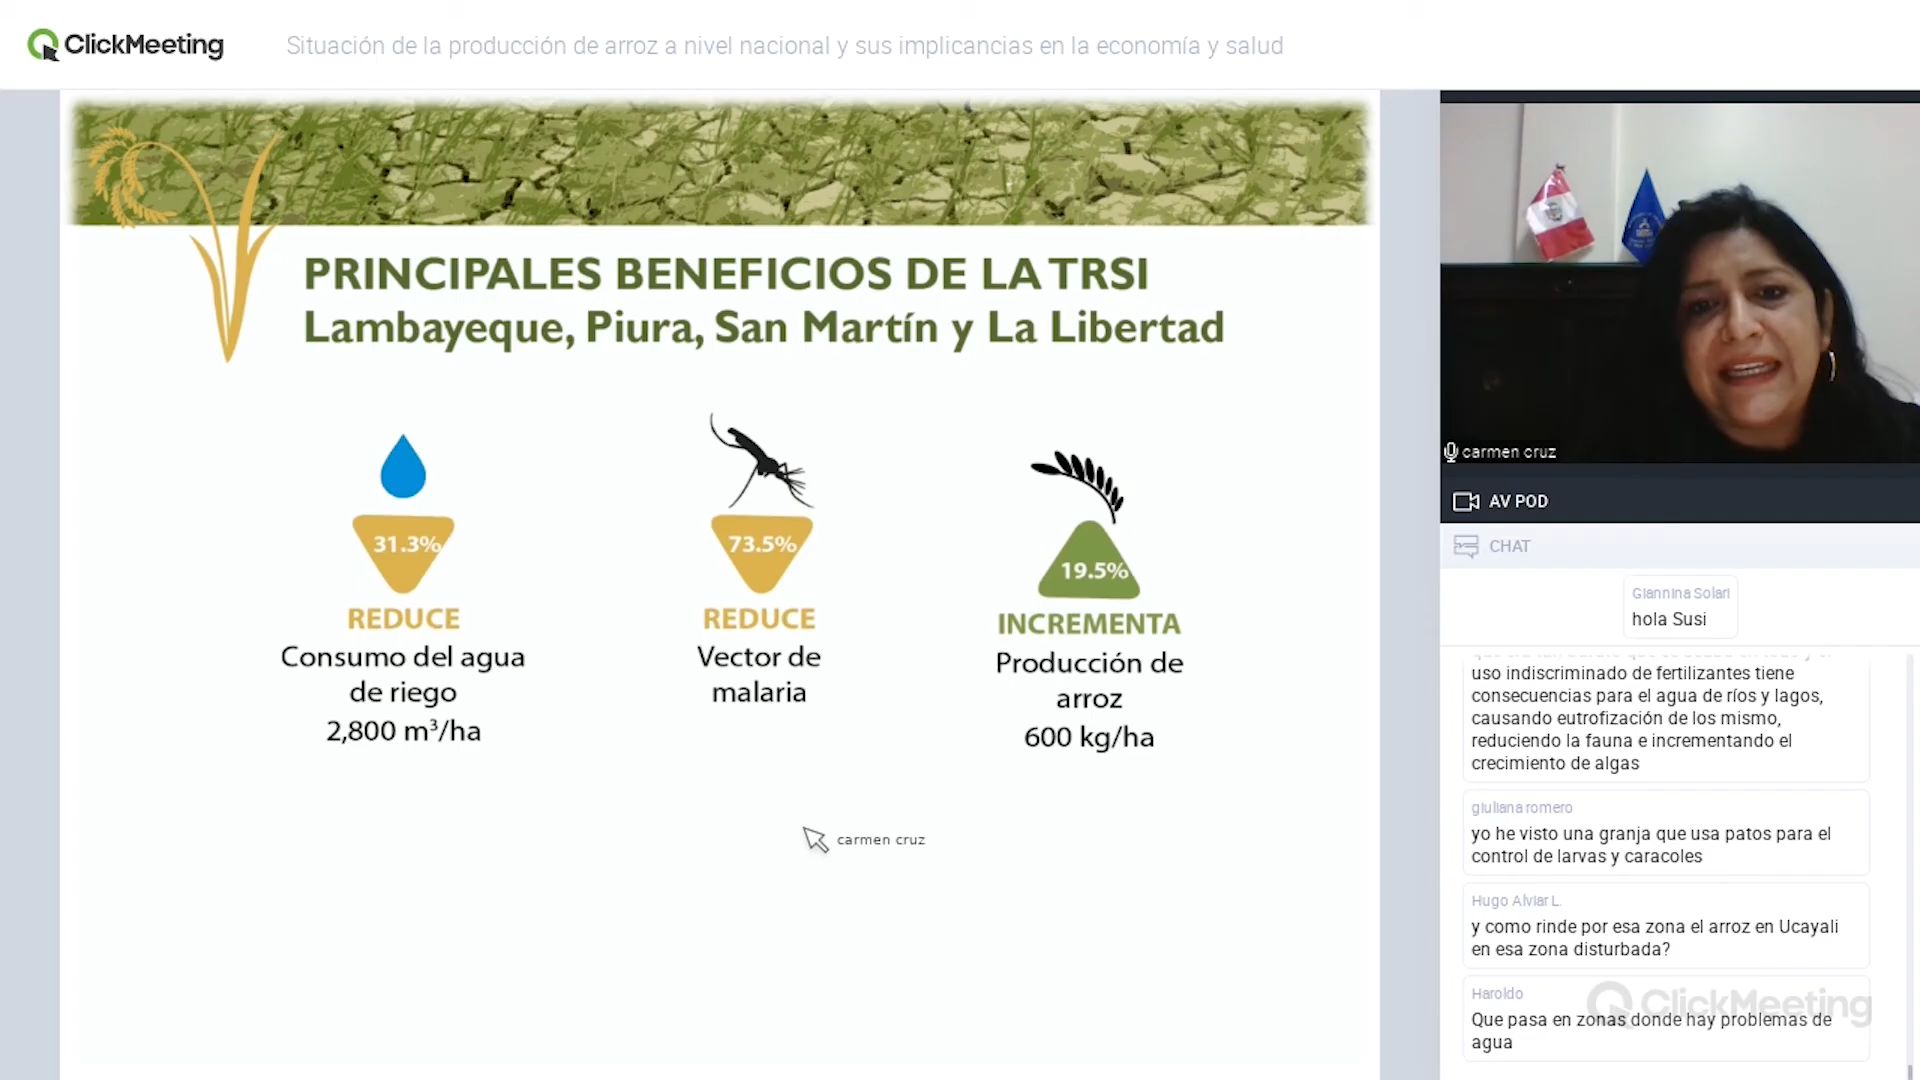 ClickMeeting
Situación de la producción de arroz a nivel nacional y sus implicancias en la economía y salud
PRINCIPALES BENEFICIOS DE LA TRSI
Lambayeque, Piura, San Martín y La Libertad
31.3%
REDUCE
Consumo del agua
de riego
2,800 m³/ha
73.5%
REDUCE
Vector de
malaria
19.5%
INCREMENTA
Producción de
arroz
600 kg/ha
carmen cruz
carmen cruz
AV POD
CHAT
Giannina Solari
hola Susi
uso indiscriminado de fertilizantes tiene
consecuencias para el agua de ríos y lagos,
causando eutrofización de los mismo,
reduciendo la fauna e incrementando el
crecimiento de algas
giuliana romero
yo he visto una granja que usa patos para el
control de larvas y caracoles
Hugo Alviar L.
y como rinde por esa zona el arroz en Ucayali
en esa zona disturbada?
Haroldo
Que pasa en zonas donde hay problemas de
agua
ClickMeeting